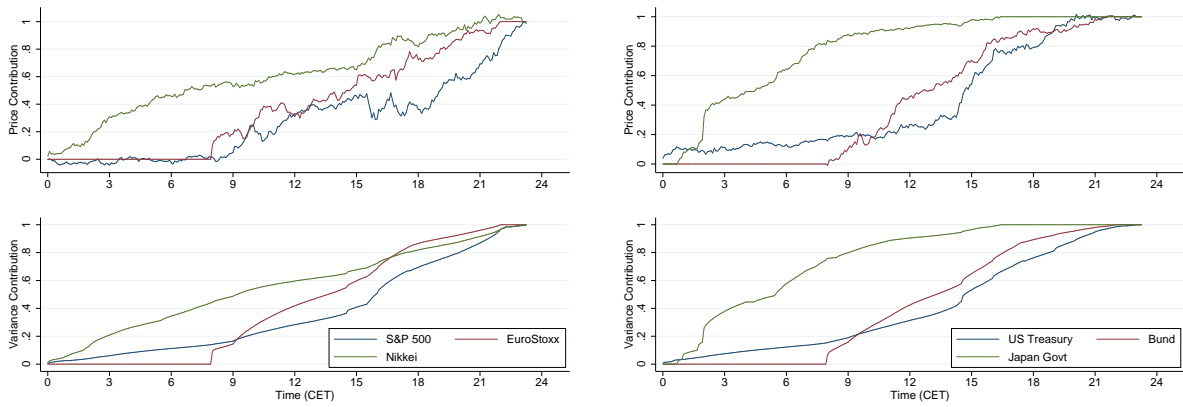 Price Contribution
0 .2 .4 .6 .8 1
0 3 6 9 12 15 18 21 24
Price Contribution
0 .2 .4 .6 .8 1
0 3 6 9 12 15 18 21 24
Variance Contribution
0 .2 .4 .6 .8 1
S&P 500 EuroStoxx
Nikkei
0 3 6 9 12 15 18 21 24
Time (CET)
Variance Contribution
0 .2 .4 .6 .8 1
US Treasury Bund
Japan Govt
0 3 6 9 12 15 18 21 24
Time (CET)